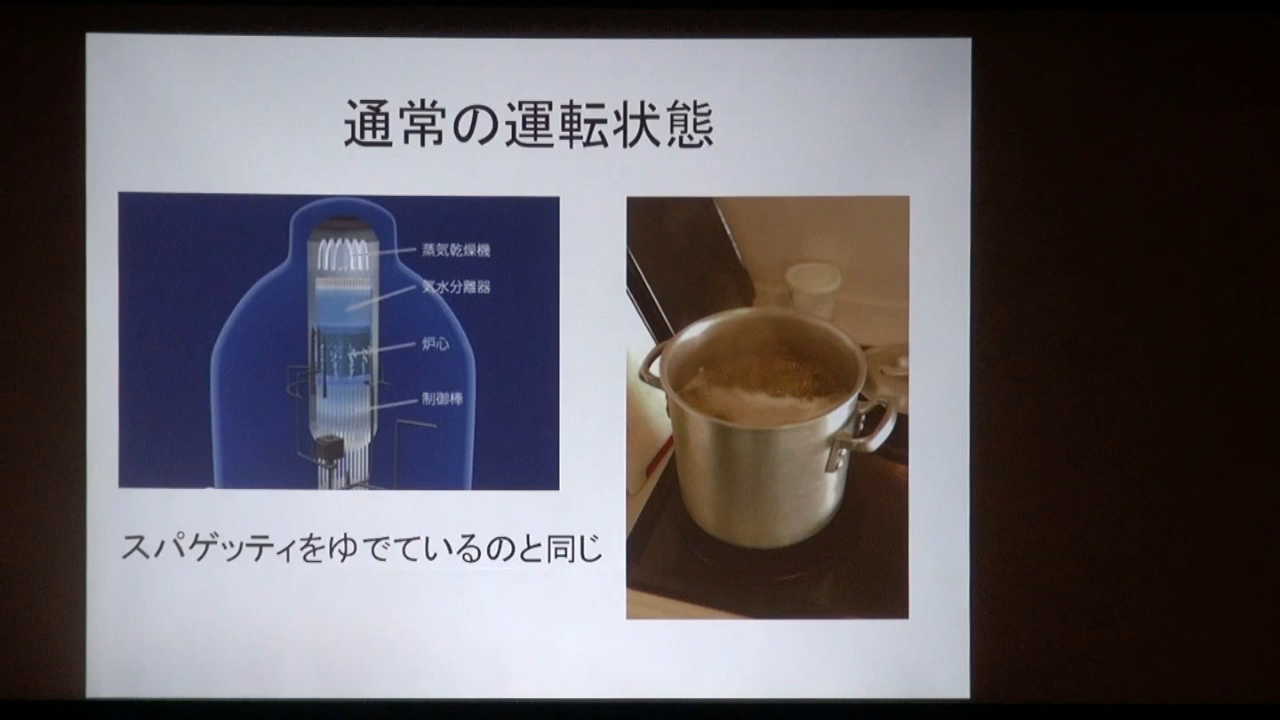 通常の運転状態
蒸気乾燥機
気水分離器
炉心
制御棒
スパゲッティをゆでているのと同じ